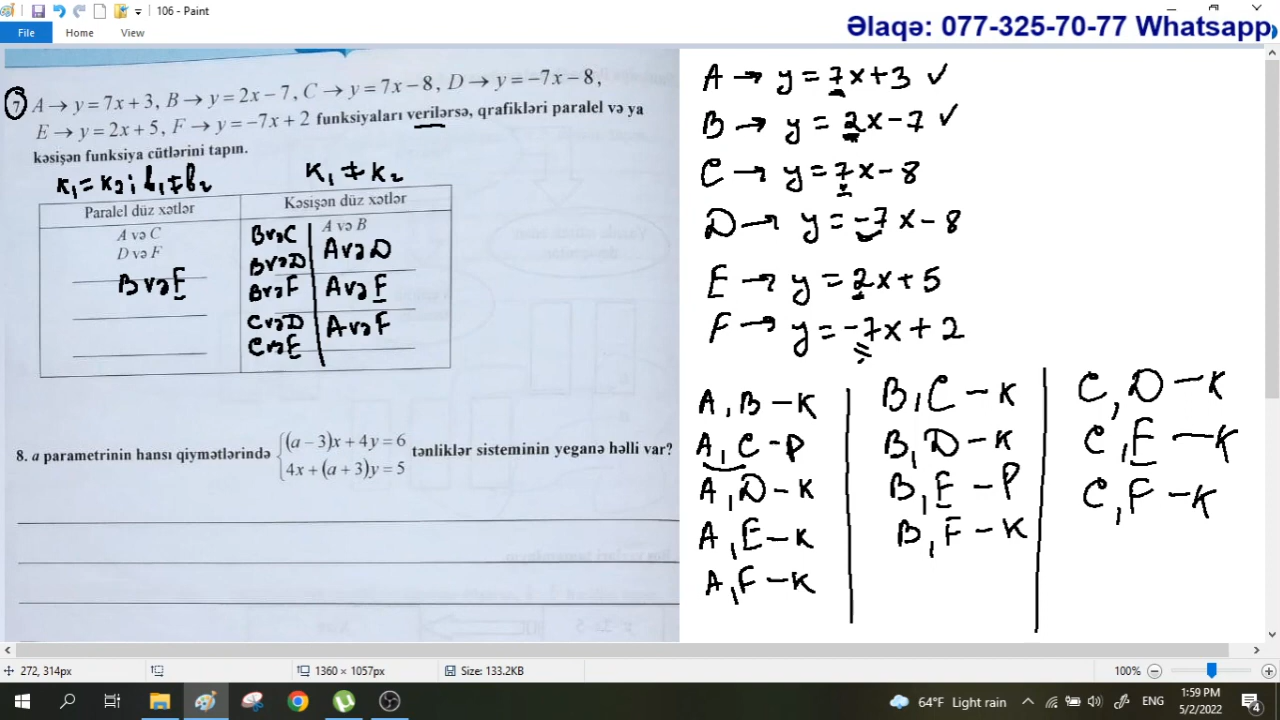 106 - Paint
Əlaqə: 077-325-70-77 Whatsapp
File Home View
7 A → y = 7x + 3, B → y = 2x − 7, C → y = 7x − 8, D → y = −7x − 8,
E → y = 2x + 5, F → y = −7x + 2 funksiyaları verilərsə, qrafikləri paralel və ya
kəsişən funksiya cütlərini tapın.
K₁ = K₂; b₁ ≠ b₂
K₁ ≠ K₂
Paralel düz xətlər
Kəsişən düz xətlər
A və C
D və F
B və E
B və C
B və D
B və F
C və D
C və E
A və B
A və D
A və E
A və F
8. a parametrinin hansı qiymətlərində {(a − 3)x + 4y = 6
4x + (a + 3)y = 5 tənliklər sisteminin yeganə həlli var?
A → y = 7x + 3 ✓
B → y = 2x − 7 ✓
C → y = 7x − 8
D → y = −7x − 8
E → y = 2x + 5
F → y = −7x + 2
A, B − K
A, C − P
A, D − K
A, E − K
A, F − K
B, C − K
B, D − K
B, E − P
B, F − K
C, D − K
C, E − K
C, F − K
272, 314px
1360 × 1057px
Size: 133.2KB
100%
64°F Light rain
ENG
1:59 PM
5/2/2022
4